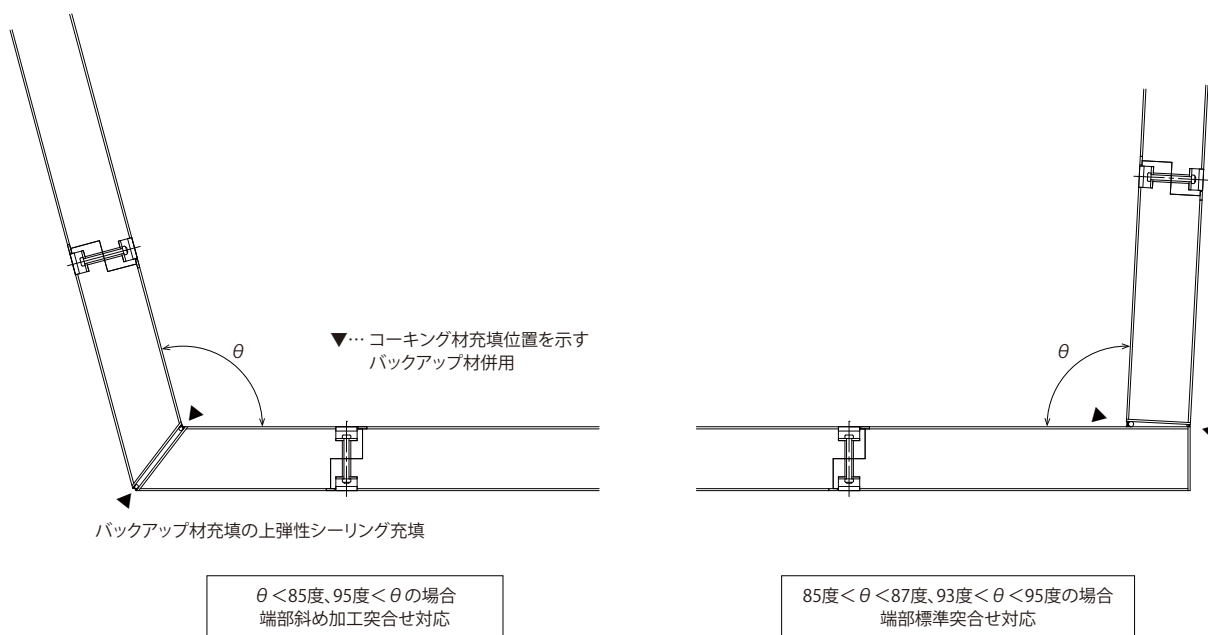 θ
▼… コーキング材充填位置を示す
バックアップ材併用
θ
バックアップ材充填の上弾性シーリング充填
θ<85度、95度<θの場合
端部斜め加工突合せ対応
85度<θ<87度、93度<θ<95度の場合
端部標準突合せ対応